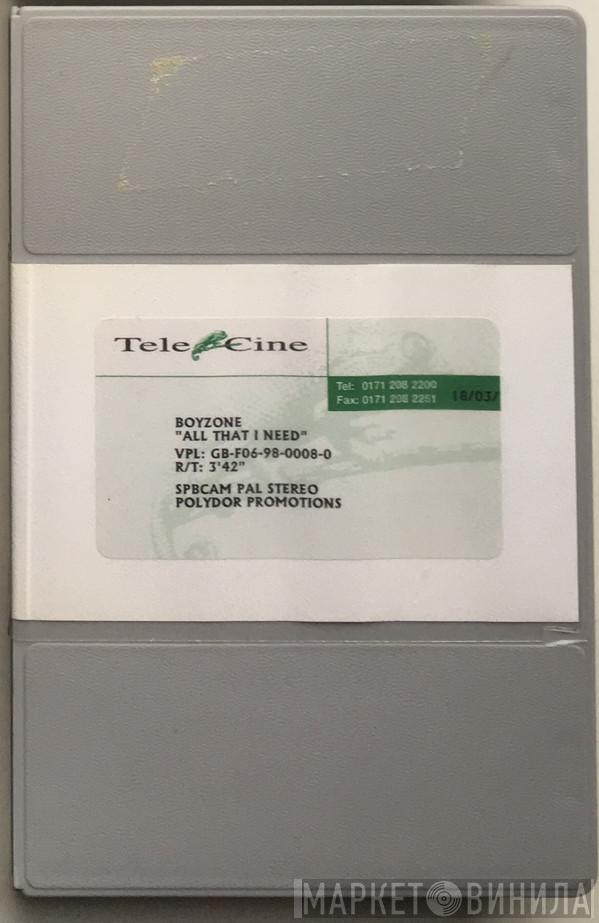 Tele Cine
Tel: 0171 208 2200
Fax: 0171 208 2251 18/03/
BOYZONE
"ALL THAT I NEED"
VPL: GB-F06-98-0008-0
R/T: 3'42"
SPBCAM PAL STEREO
POLYDOR PROMOTIONS
МАРКЕТ ВИНИЛА